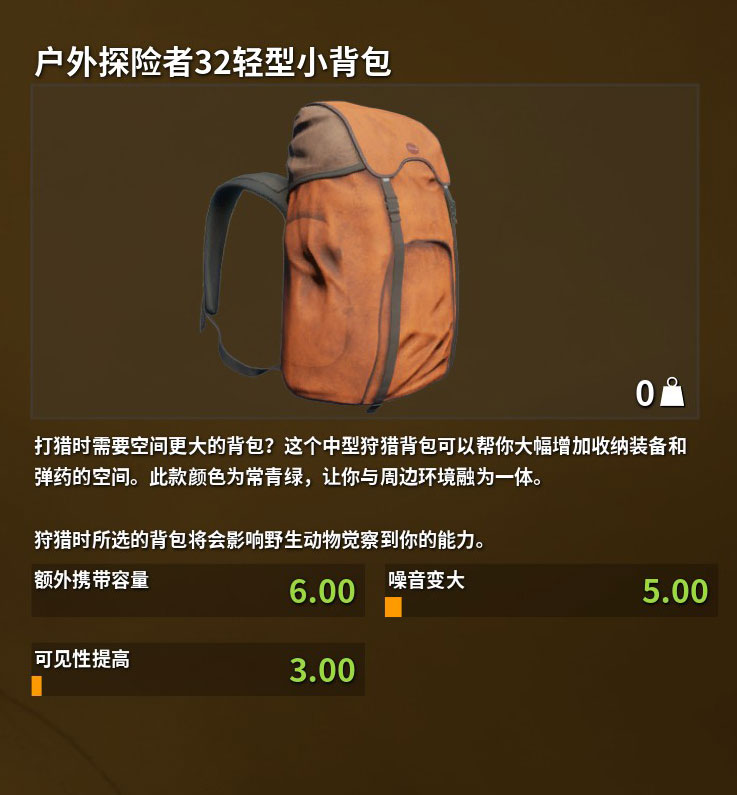 户外探险者32轻型小背包
0
打猎时需要空间更大的背包？这个中型狩猎背包可以帮你大幅增加收纳装备和
弹药的空间。此款颜色为常青绿，让你与周边环境融为一体。
狩猎时所选的背包将会影响野生动物觉察到你的能力。
额外携带容量
6.00
噪音变大
5.00
可见性提高
3.00